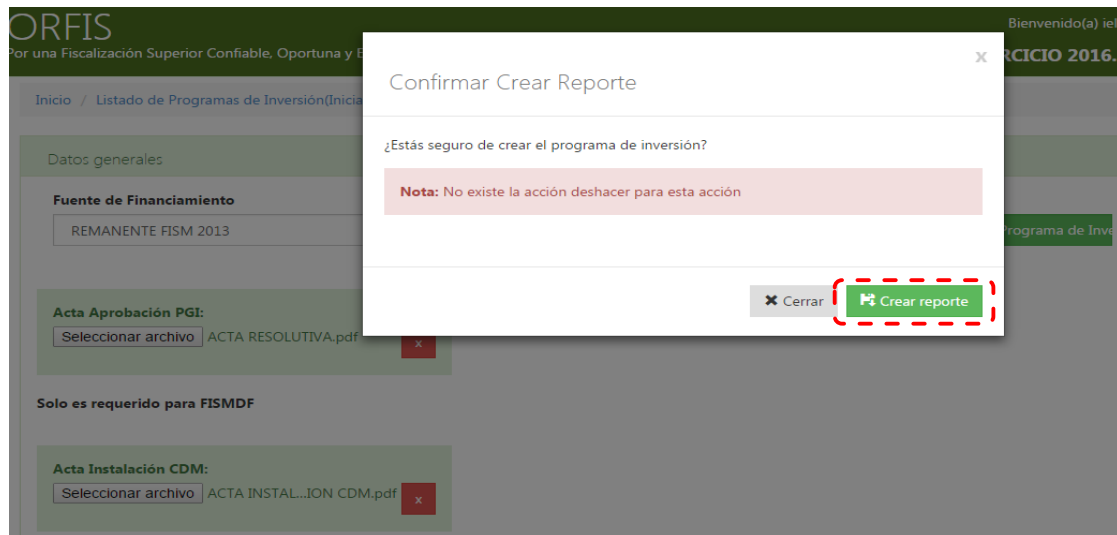 ORFIS
Bienvenido(a) iel
Por una Fiscalización Superior Confiable, Oportuna y E
RCICIO 2016.
x
Confirmar Crear Reporte
Inicio / Listado de Programas de Inversión(Inicia
¿Estás seguro de crear el programa de inversión?
Datos generales
Nota: No existe la acción deshacer para esta acción
Fuente de Financiamiento
REMANENTE FISM 2013
Programa de Inve
Cerrar
Crear reporte
Acta Aprobación PGI:
Seleccionar archivo ACTA RESOLUTIVA.pdf
x
Solo es requerido para FISMDF
Acta Instalación CDM:
Seleccionar archivo ACTA INSTAL...ION CDM.pdf x